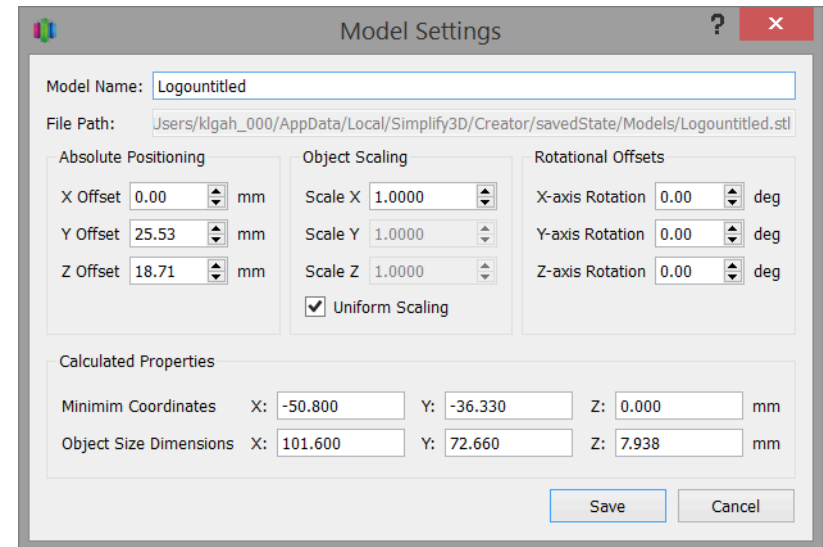 Model Settings
?
×
Model Name: Logountitled
File Path: Users/klgah_000/AppData/Local/Simplify3D/Creator/savedState/Models/Logountitled.stl
Absolute Positioning
X Offset 0.00 mm
Y Offset 25.53 mm
Z Offset 18.71 mm
Object Scaling
Scale X 1.0000
Scale Y 1.0000
Scale Z 1.0000
Uniform Scaling
Rotational Offsets
X-axis Rotation 0.00 deg
Y-axis Rotation 0.00 deg
Z-axis Rotation 0.00 deg
Calculated Properties
Minimim Coordinates X: -50.800 Y: -36.330 Z: 0.000 mm
Object Size Dimensions X: 101.600 Y: 72.660 Z: 7.938 mm
Save Cancel